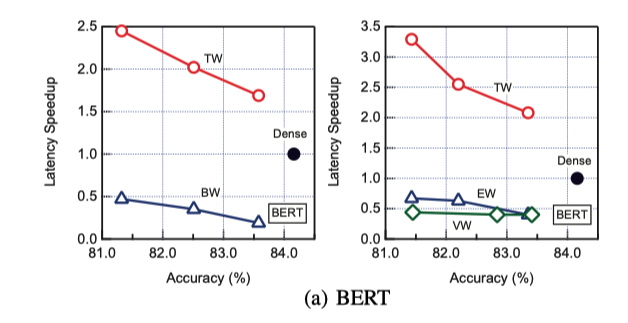 2.5
2.0
1.5
1.0
0.5
0.0
Latency Speedup
TW
Dense
BW
BERT
81.0 82.0 83.0 84.0
Accuracy (%)
3.5
3.0
2.5
2.0
1.5
1.0
0.5
0.0
Latency Speedup
TW
Dense
EW
VW
BERT
81.0 82.0 83.0 84.0
Accuracy (%)
(a) BERT